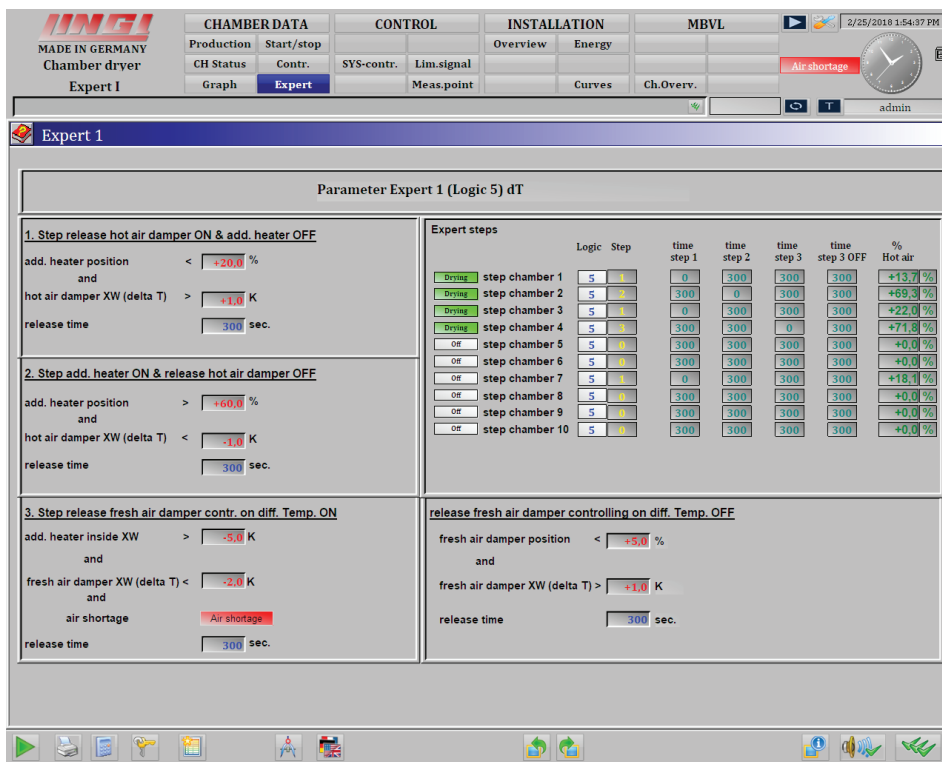 LINGL
CHAMBER DATA CONTROL INSTALLATION MBVL 2/25/2018 1:54:37 PM
MADE IN GERMANY Production Start/stop Overview Energy
Chamber dryer CH Status Contr. SYS-contr. Lim.signal Air shortage
Expert I Graph Expert Meas.point Curves Ch.Overv.
T admin
Expert 1
Parameter Expert 1 (Logic 5) dT
1. Step release hot air damper ON & add. heater OFF
add. heater position < +20,0 %
and
hot air damper XW (delta T) > +1,0 K
release time 300 sec.
2. Step add. heater ON & release hot air damper OFF
add. heater position > +60,0 %
and
hot air damper XW (delta T) < -1,0 K
release time 300 sec.
3. Step release fresh air damper contr. on diff. Temp. ON
add. heater inside XW > -5,0 K
and
fresh air damper XW (delta T) < -2,0 K
and
air shortage Air shortage
release time 300 sec.
Expert steps
Logic Step time step 1 time step 2 time step 3 time step 3 OFF % Hot air
Drying step chamber 1 5 1 0 300 300 300 +13,7 %
Drying step chamber 2 5 2 300 0 300 300 +69,3 %
Drying step chamber 3 5 1 0 300 300 300 +22,0 %
Drying step chamber 4 5 3 300 300 0 300 +71,8 %
Off step chamber 5 5 0 300 300 300 300 +0,0 %
Off step chamber 6 5 0 300 300 300 300 +0,0 %
Off step chamber 7 5 1 0 300 300 300 +18,1 %
Off step chamber 8 5 0 300 300 300 300 +0,0 %
Off step chamber 9 5 0 300 300 300 300 +0,0 %
Off step chamber 10 5 0 300 300 300 300 +0,0 %
release fresh air damper controlling on diff. Temp. OFF
fresh air damper position < +5,0 %
and
fresh air damper XW (delta T) > +1,0 K
release time 300 sec.